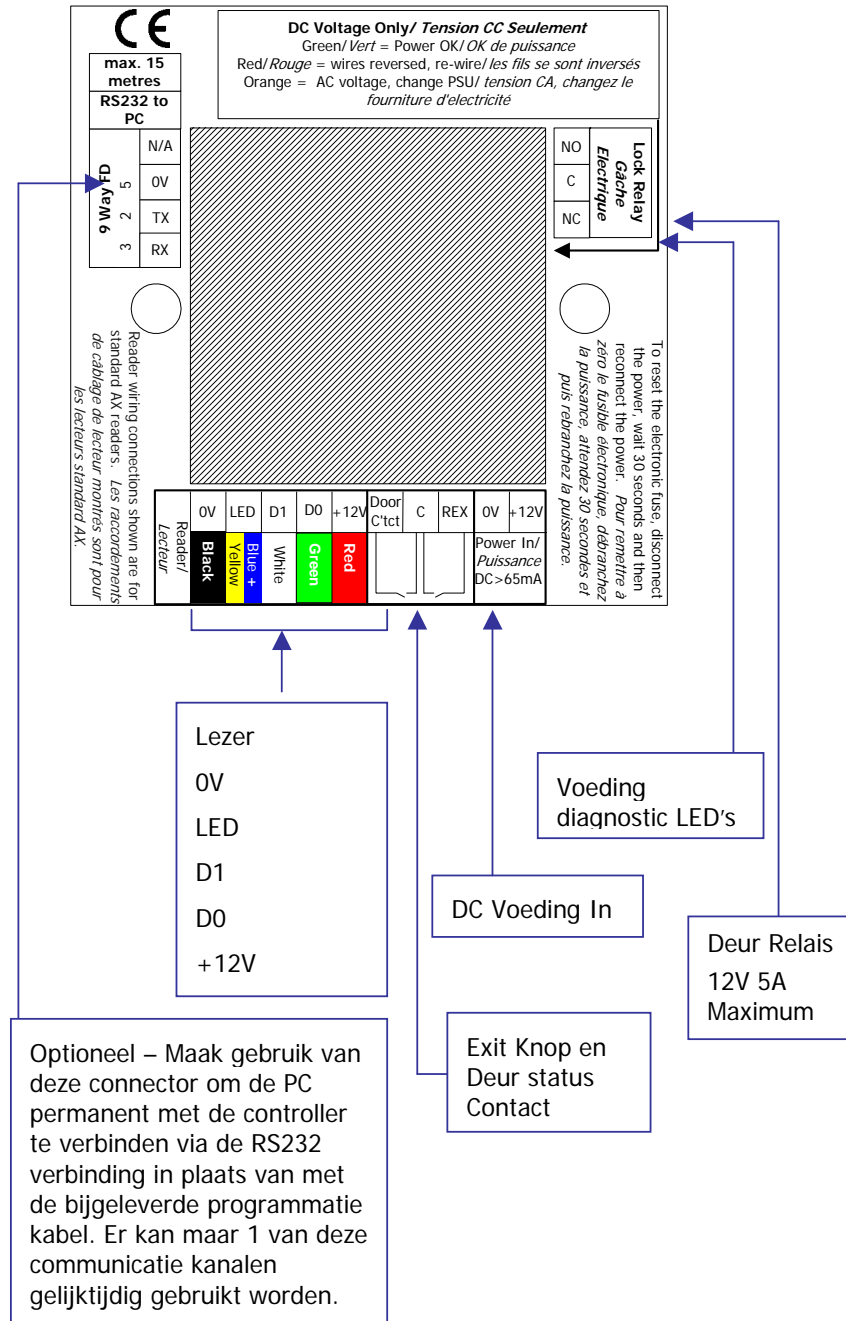 CE
DC Voltage Only/ Tension CC Seulement
Green/Vert = Power OK/OK de puissance
Red/Rouge = wires reversed, re-wire/les fils se sont inversés
Orange = AC voltage, change PSU/ tension CA, changez le
fourniture d'electricité
max. 15
metres
RS232 to
PC
9 Way FD
5
2
3
N/A
0V
TX
RX
NO
C
NC
Lock Relay
Gâche
Electrique
Reader wiring connections shown are for
standard AX readers. Les raccordements
de câblage de lecteur montrés sont pour
les lecteurs standard AX.
To reset the electronic fuse, disconnect
the power, wait 30 seconds and then
reconnect the power. Pour remettre à
zéro le fusible électronique, débranchez
la puissance, attendez 30 secondes et
puis rebranchez la puissance.
Reader/
Lecteur
0V LED D1 D0 +12V
Black
Yellow
Blue +
White
Green
Red
Door
C'tct
C REX
0V +12V
Power In/
Puissance
DC>65mA
Lezer
0V
LED
D1
D0
+12V
Voeding
diagnostic LED's
DC Voeding In
Deur Relais
12V 5A
Maximum
Exit Knop en
Deur status
Contact
Optioneel – Maak gebruik van
deze connector om de PC
permanent met de controller
te verbinden via de RS232
verbinding in plaats van met
de bijgeleverde programmatie
kabel. Er kan maar 1 van deze
communicatie kanalen
gelijktijdig gebruikt worden.